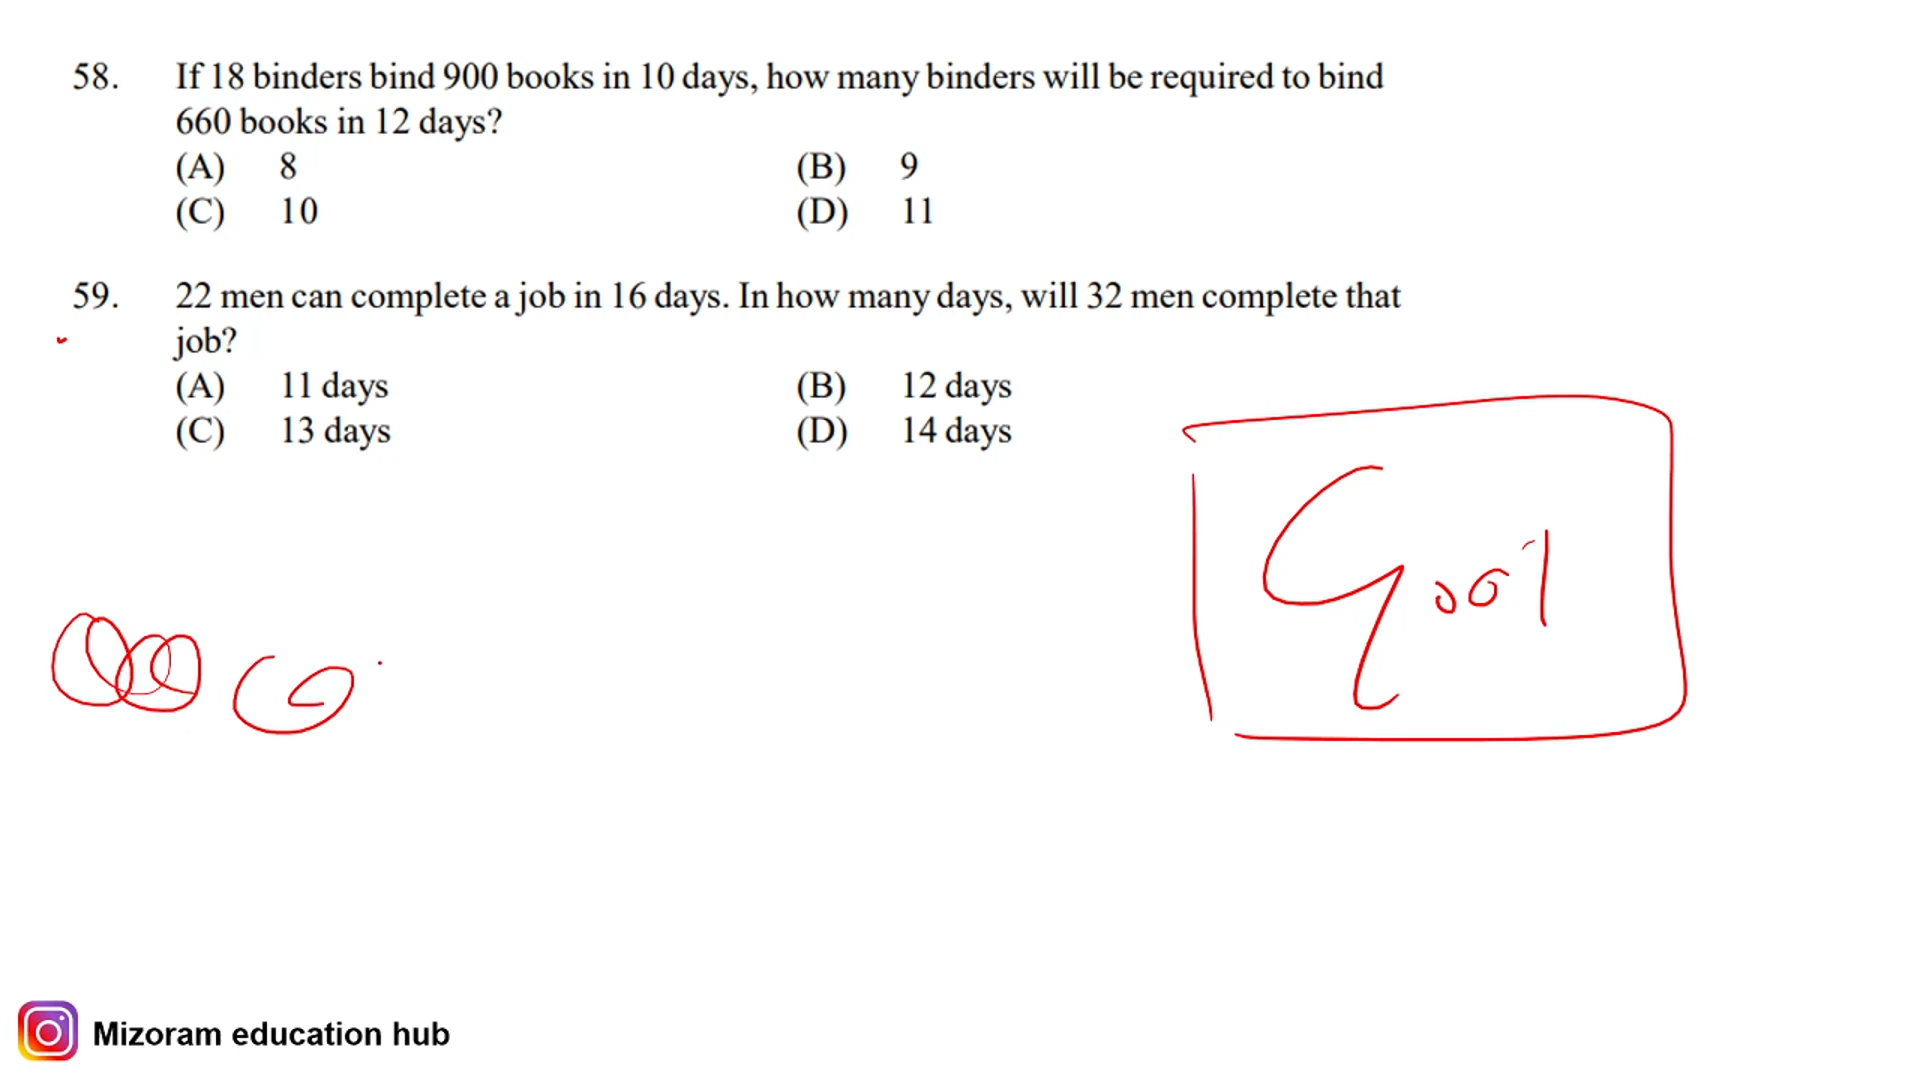 58. If 18 binders bind 900 books in 10 days, how many binders will be required to bind
660 books in 12 days?
(A) 8 (B) 9
(C) 10 (D) 11
59. 22 men can complete a job in 16 days. In how many days, will 32 men complete that
job?
(A) 11 days (B) 12 days
(C) 13 days (D) 14 days
Mizoram education hub